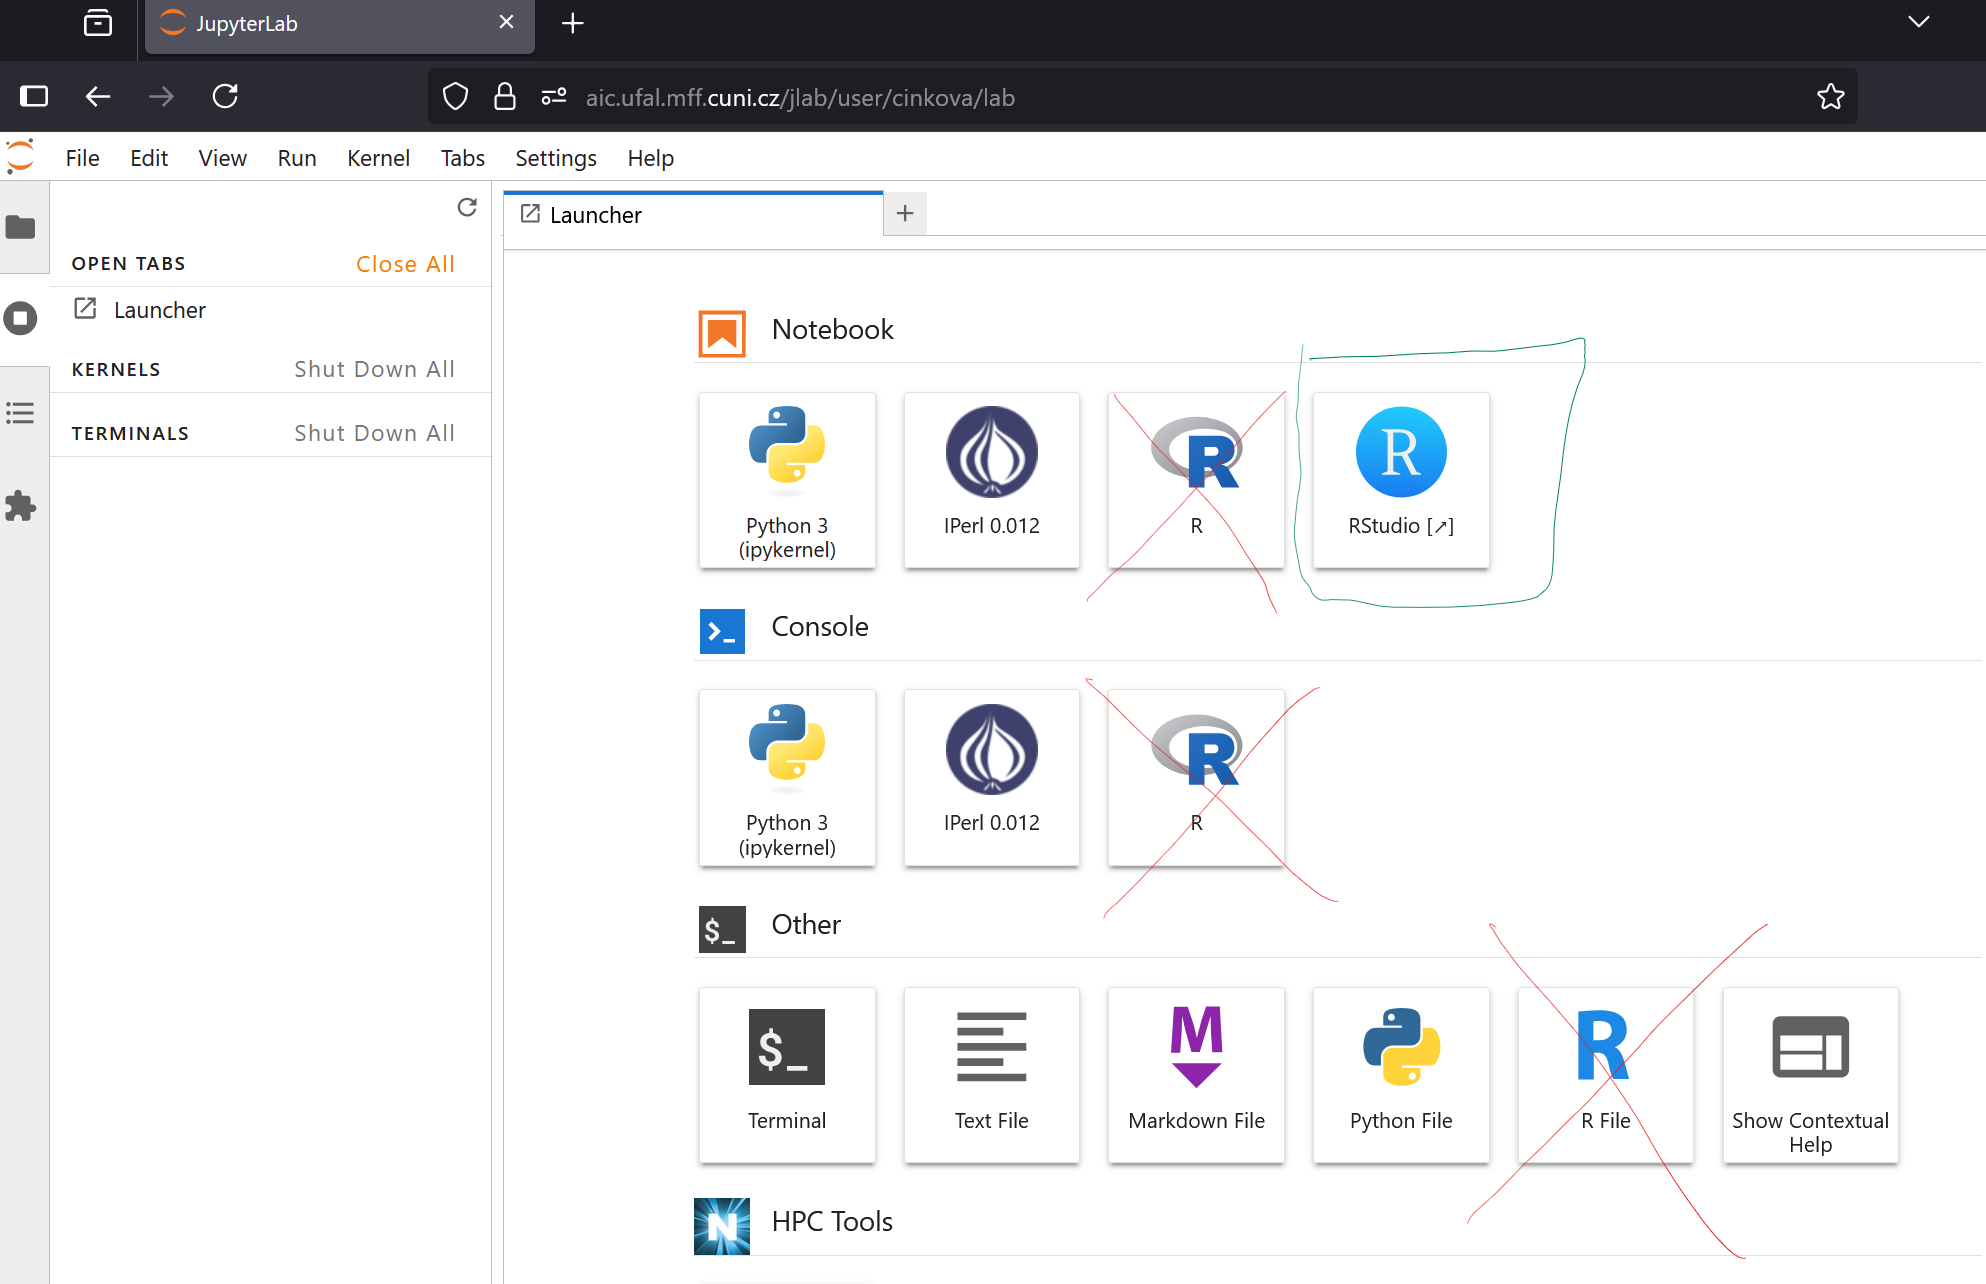 JupyterLab
aic.ufal.mff.cuni.cz/jlab/user/cinkova/lab
File Edit View Run Kernel Tabs Settings Help
OPEN TABS Close All
Launcher
KERNELS Shut Down All
TERMINALS Shut Down All
Launcher
Notebook
Python 3
(ipykernel)
IPerl 0.012
R
R
R
RStudio [↗]
Console
Python 3
(ipykernel)
IPerl 0.012
R
R
$_ Other
$_
Terminal
Text File
M
Markdown File
Python File
R
R File
Show Contextual
Help
N HPC Tools